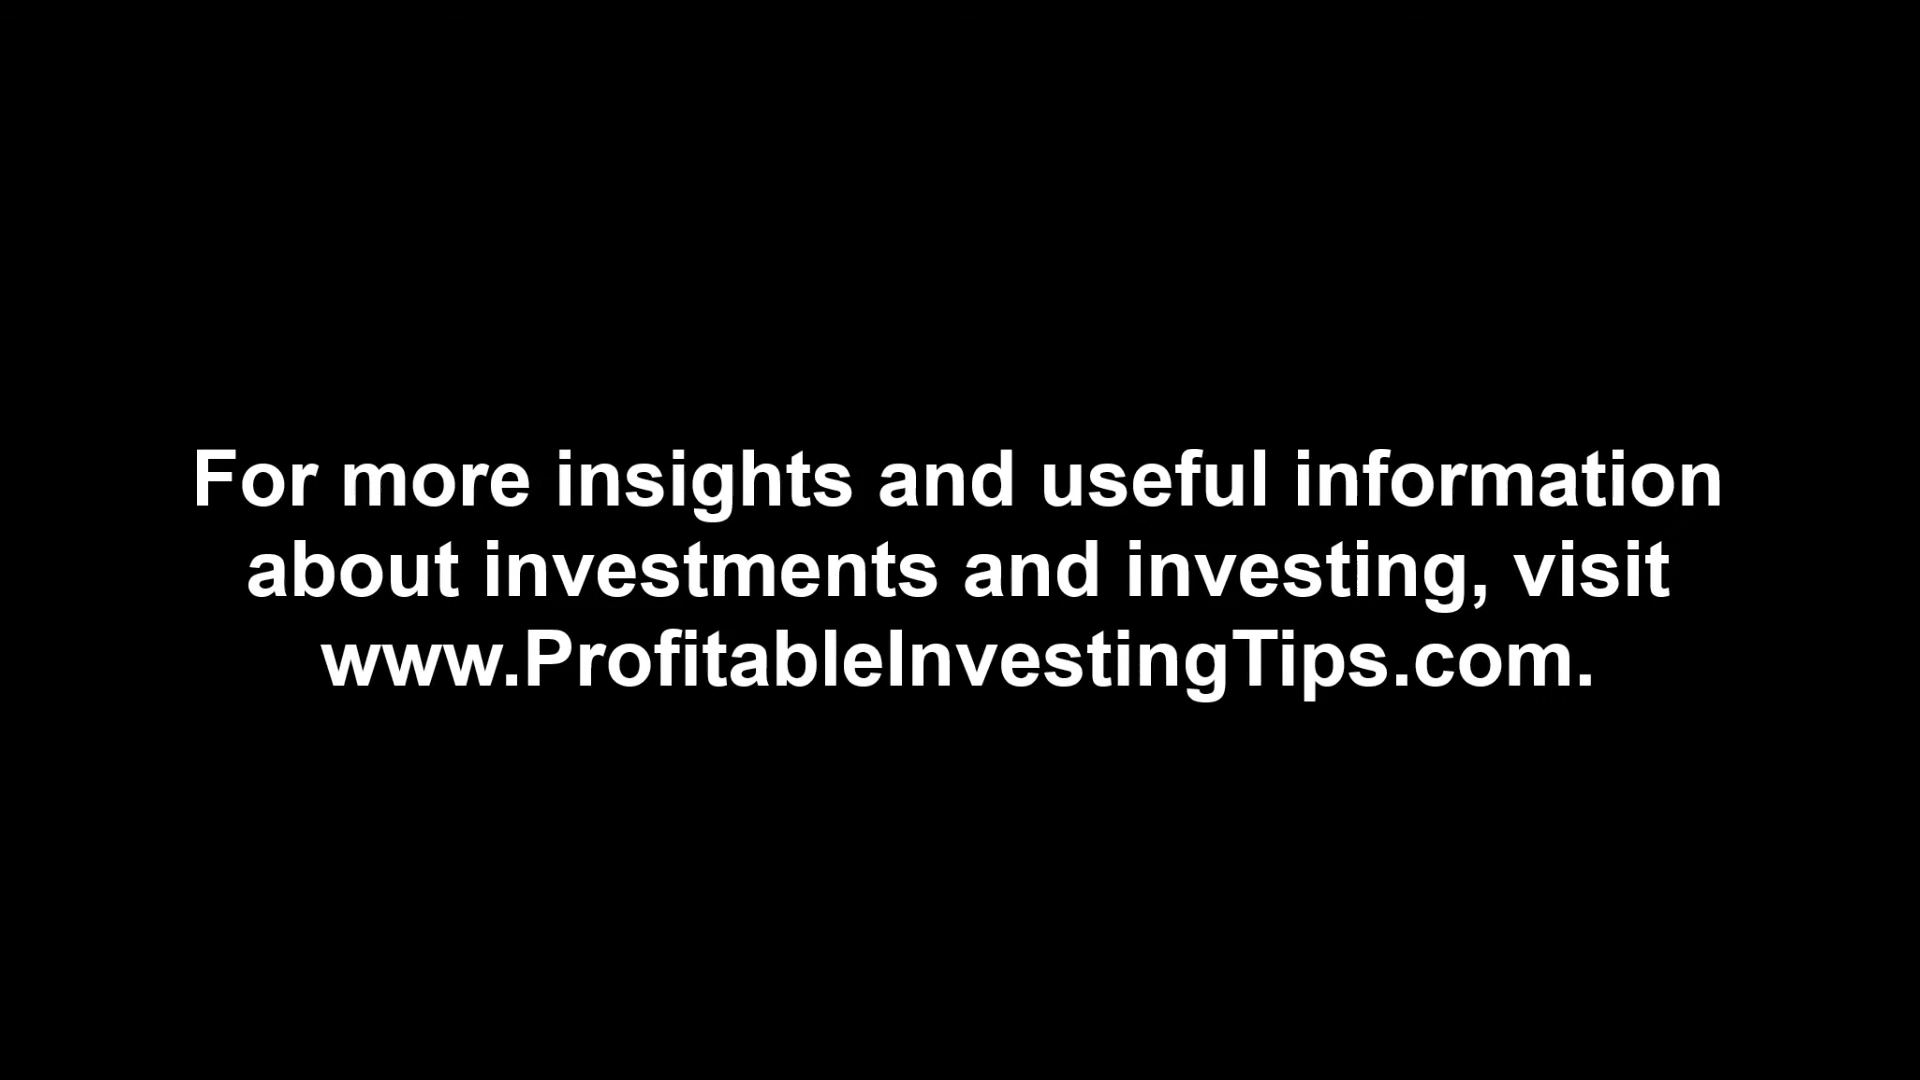 For more insights and useful information
about investments and investing, visit
www.ProfitableInvestingTips.com.